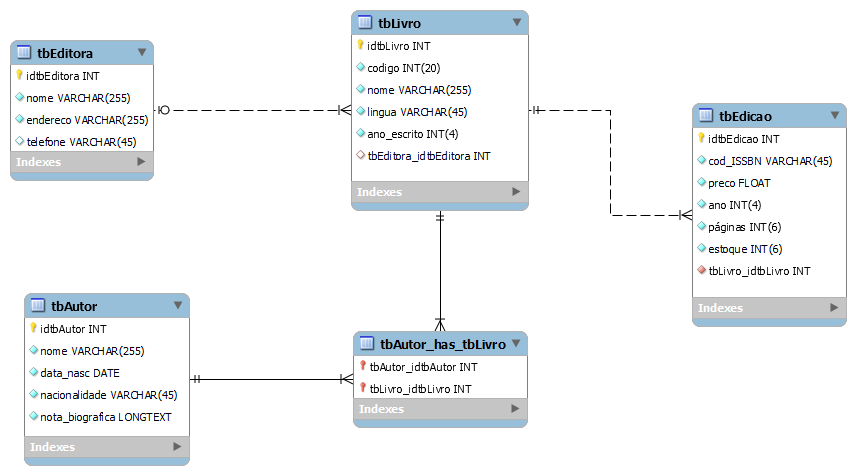 tbEditora
idtbEditora INT
nome VARCHAR(255)
endereco VARCHAR(255)
telefone VARCHAR(45)
Indexes
tbLivro
idtbLivro INT
codigo INT(20)
nome VARCHAR(255)
lingua VARCHAR(45)
ano_escrito INT(4)
tbEditora_idtbEditora INT
Indexes
tbEdicao
idtbEdicao INT
cod_ISSBN VARCHAR(45)
preco FLOAT
ano INT(4)
páginas INT(6)
estoque INT(6)
tbLivro_idtbLivro INT
Indexes
tbAutor
idtbAutor INT
nome VARCHAR(255)
data_nasc DATE
nacionalidade VARCHAR(45)
nota_biografica LONGTEXT
Indexes
tbAutor_has_tbLivro
tbAutor_idtbAutor INT
tbLivro_idtbLivro INT
Indexes